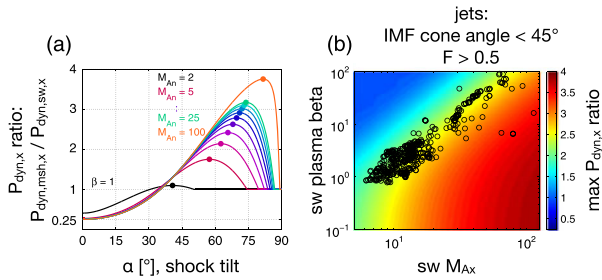 (a)
P_dyn,x ratio:
P_dyn,msh,x / P_dyn,sw,x
4
3
2
1
0.25
M_An = 2
M_An = 5
M_An = 25
M_An = 100
β = 1
0 15 30 45 60 75 90
α [°], shock tilt
(b)
jets:
IMF cone angle < 45°
F > 0.5
sw plasma beta
10^2
10^1
10^0
10^-1
10^1 10^2
sw M_Ax
4
3.5
3
2.5
2
1.5
1
0.5
max P_dyn,x ratio